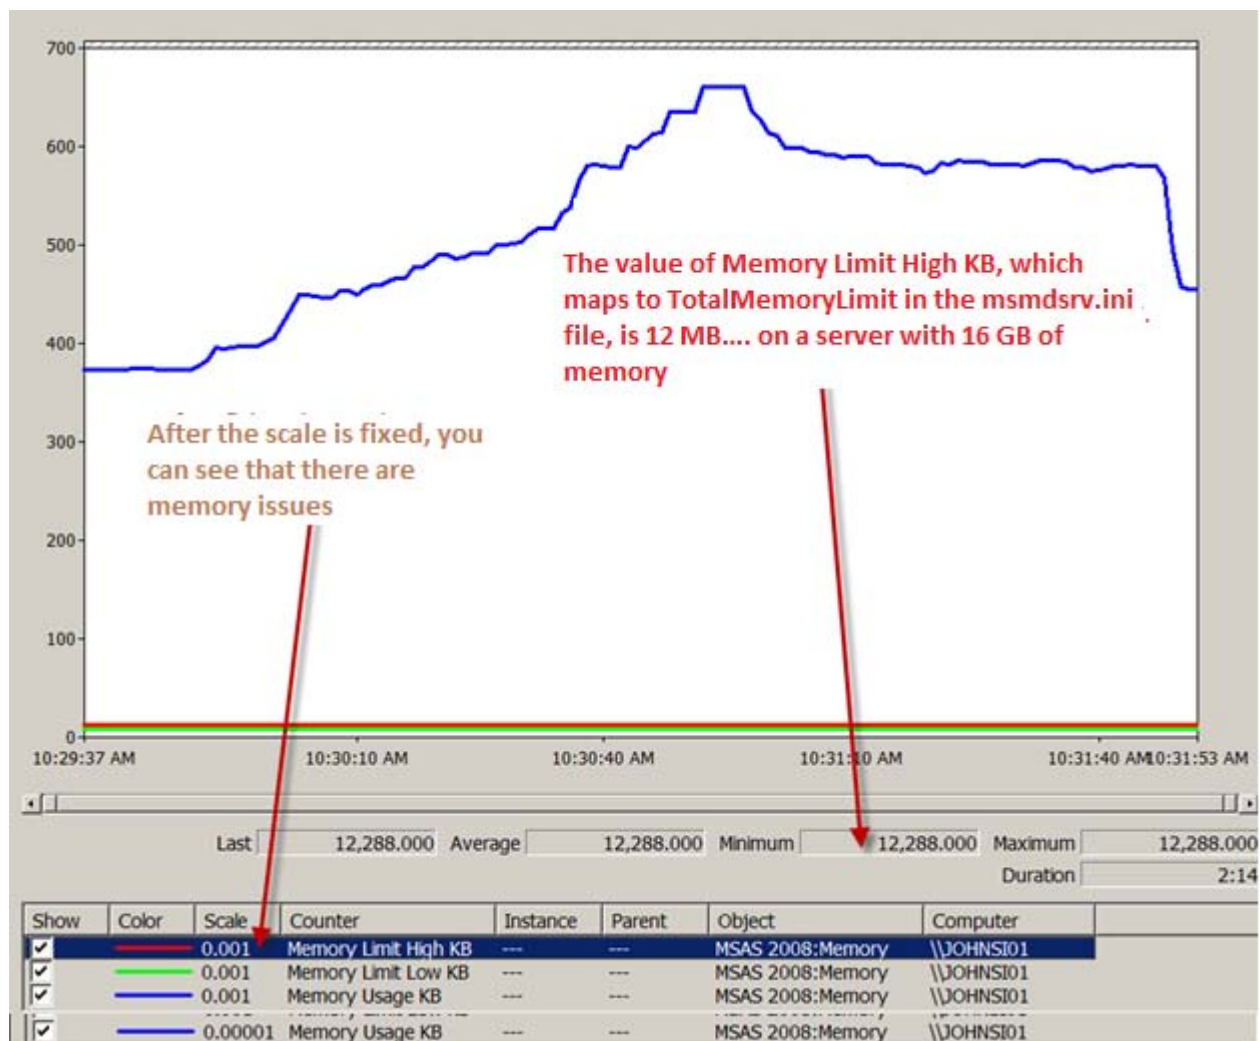 700
600
500
400
300
200
100
0
The value of Memory Limit High KB, which
maps to TotalMemoryLimit in the msmdsrv.ini
file, is 12 MB.... on a server with 16 GB of
memory
After the scale is fixed, you
can see that there are
memory issues
10:29:37 AM 10:30:10 AM 10:30:40 AM 10:31:10 AM 10:31:40 AM 10:31:53 AM
Last 12,288.000 Average 12,288.000 Minimum 12,288.000 Maximum 12,288.000
Duration 2:14
Show Color Scale Counter Instance Parent Object Computer
0.001 Memory Limit High KB --- --- MSAS 2008:Memory \\JOHNSI01
0.001 Memory Limit Low KB --- --- MSAS 2008:Memory \\JOHNSI01
0.001 Memory Usage KB --- --- MSAS 2008:Memory \\JOHNSI01
0.00001 Memory Usage KB --- --- MSAS 2008:Memory \\JOHNSI01